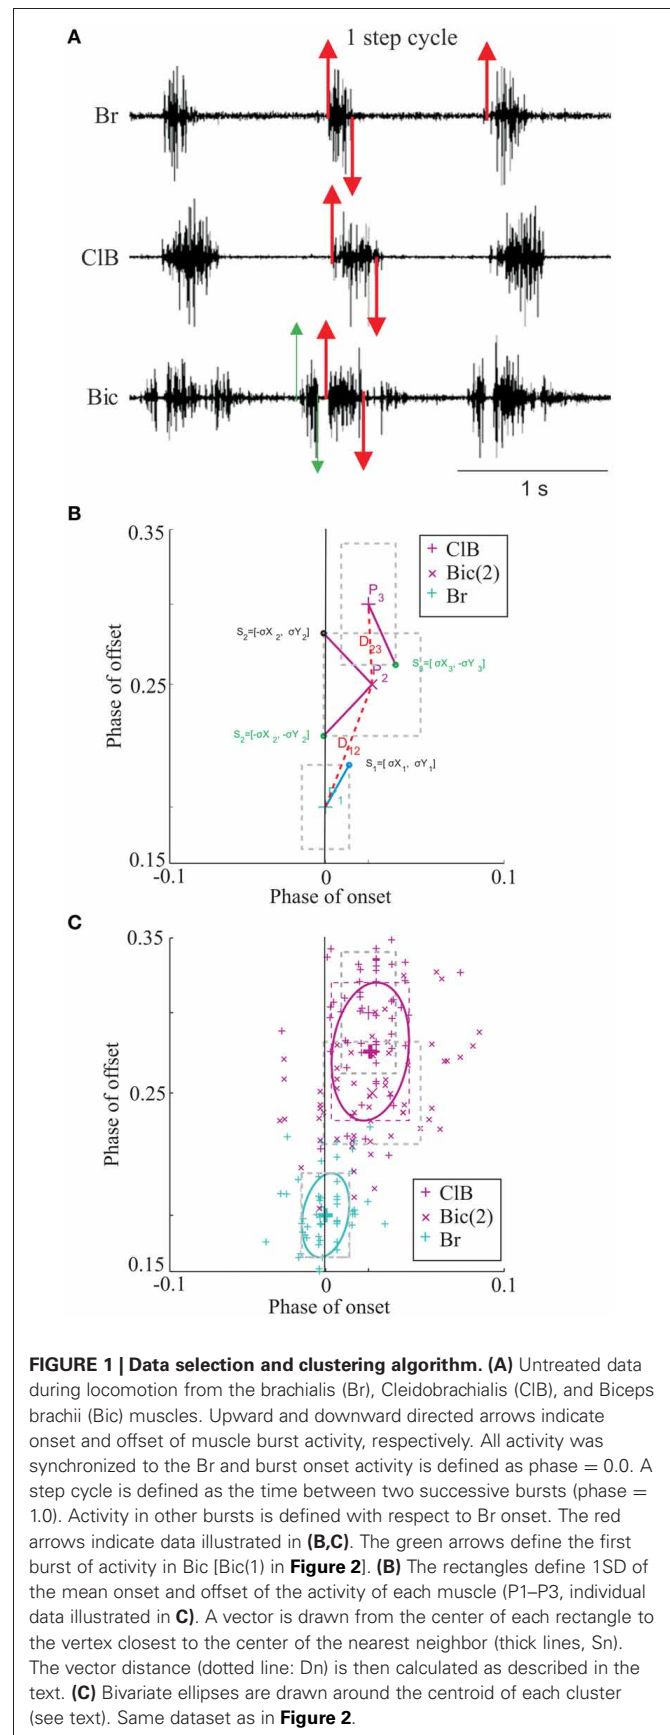 A
1 step cycle
Br
ClB
Bic
1 s
B
0.35
+ ClB
× Bic(2)
+ Br
P3
S2=[-σX2, σY2]
D23
S3=[σX3, -σY3]
P2
0.25
Phase of offset
S2=[-σX2, -σY2]
D12
S1=[σX1, σY1]
P1
0.15
-0.1
0
0.1
Phase of onset
C
0.35
Phase of offset
0.25
+ ClB
× Bic(2)
+ Br
0.15
-0.1
0
0.1
Phase of onset
FIGURE 1 | Data selection and clustering algorithm. (A) Untreated data
during locomotion from the brachialis (Br), Cleidobrachialis (ClB), and Biceps
brachii (Bic) muscles. Upward and downward directed arrows indicate
onset and offset of muscle burst activity, respectively. All activity was
synchronized to the Br and burst onset activity is defined as phase = 0.0. A
step cycle is defined as the time between two successive bursts (phase =
1.0). Activity in other bursts is defined with respect to Br onset. The red
arrows indicate data illustrated in (B,C). The green arrows define the first
burst of activity in Bic [Bic(1) in Figure 2]. (B) The rectangles define 1SD of
the mean onset and offset of the activity of each muscle (P1–P3, individual
data illustrated in C). A vector is drawn from the center of each rectangle to
the vertex closest to the center of the nearest neighbor (thick lines, Sn).
The vector distance (dotted line: Dn) is then calculated as described in the
text. (C) Bivariate ellipses are drawn around the centroid of each cluster
(see text). Same dataset as in Figure 2.